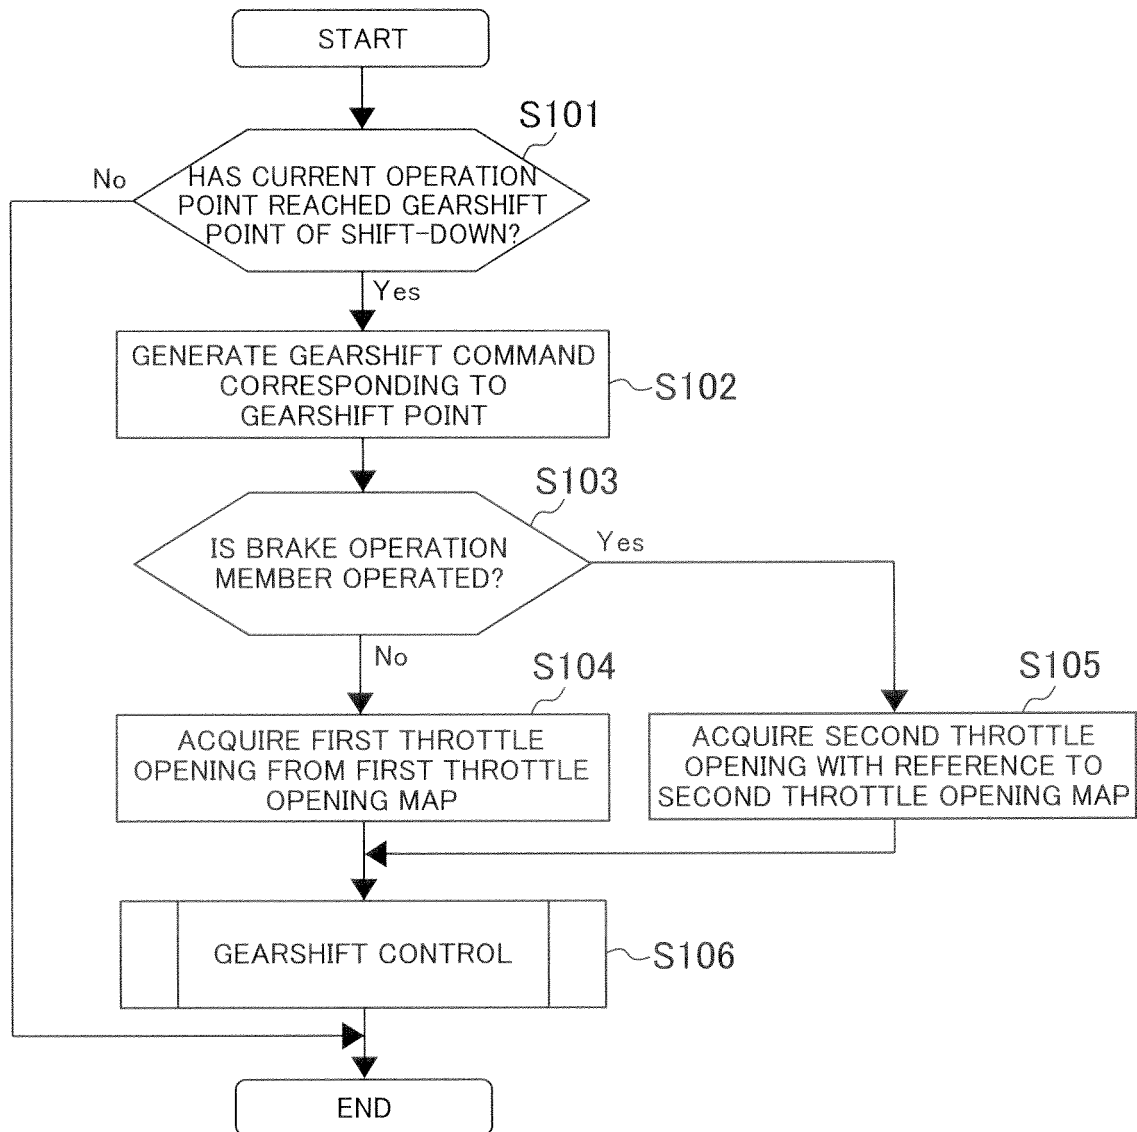 START
S101
No
HAS CURRENT OPERATION
POINT REACHED GEARSHIFT
POINT OF SHIFT-DOWN?
Yes
GENERATE GEARSHIFT COMMAND
CORRESPONDING TO
GEARSHIFT POINT
S102
S103
IS BRAKE OPERATION
MEMBER OPERATED?
Yes
No
S104
S105
ACQUIRE FIRST THROTTLE
OPENING FROM FIRST THROTTLE
OPENING MAP
ACQUIRE SECOND THROTTLE
OPENING WITH REFERENCE TO
SECOND THROTTLE OPENING MAP
GEARSHIFT CONTROL
S106
END